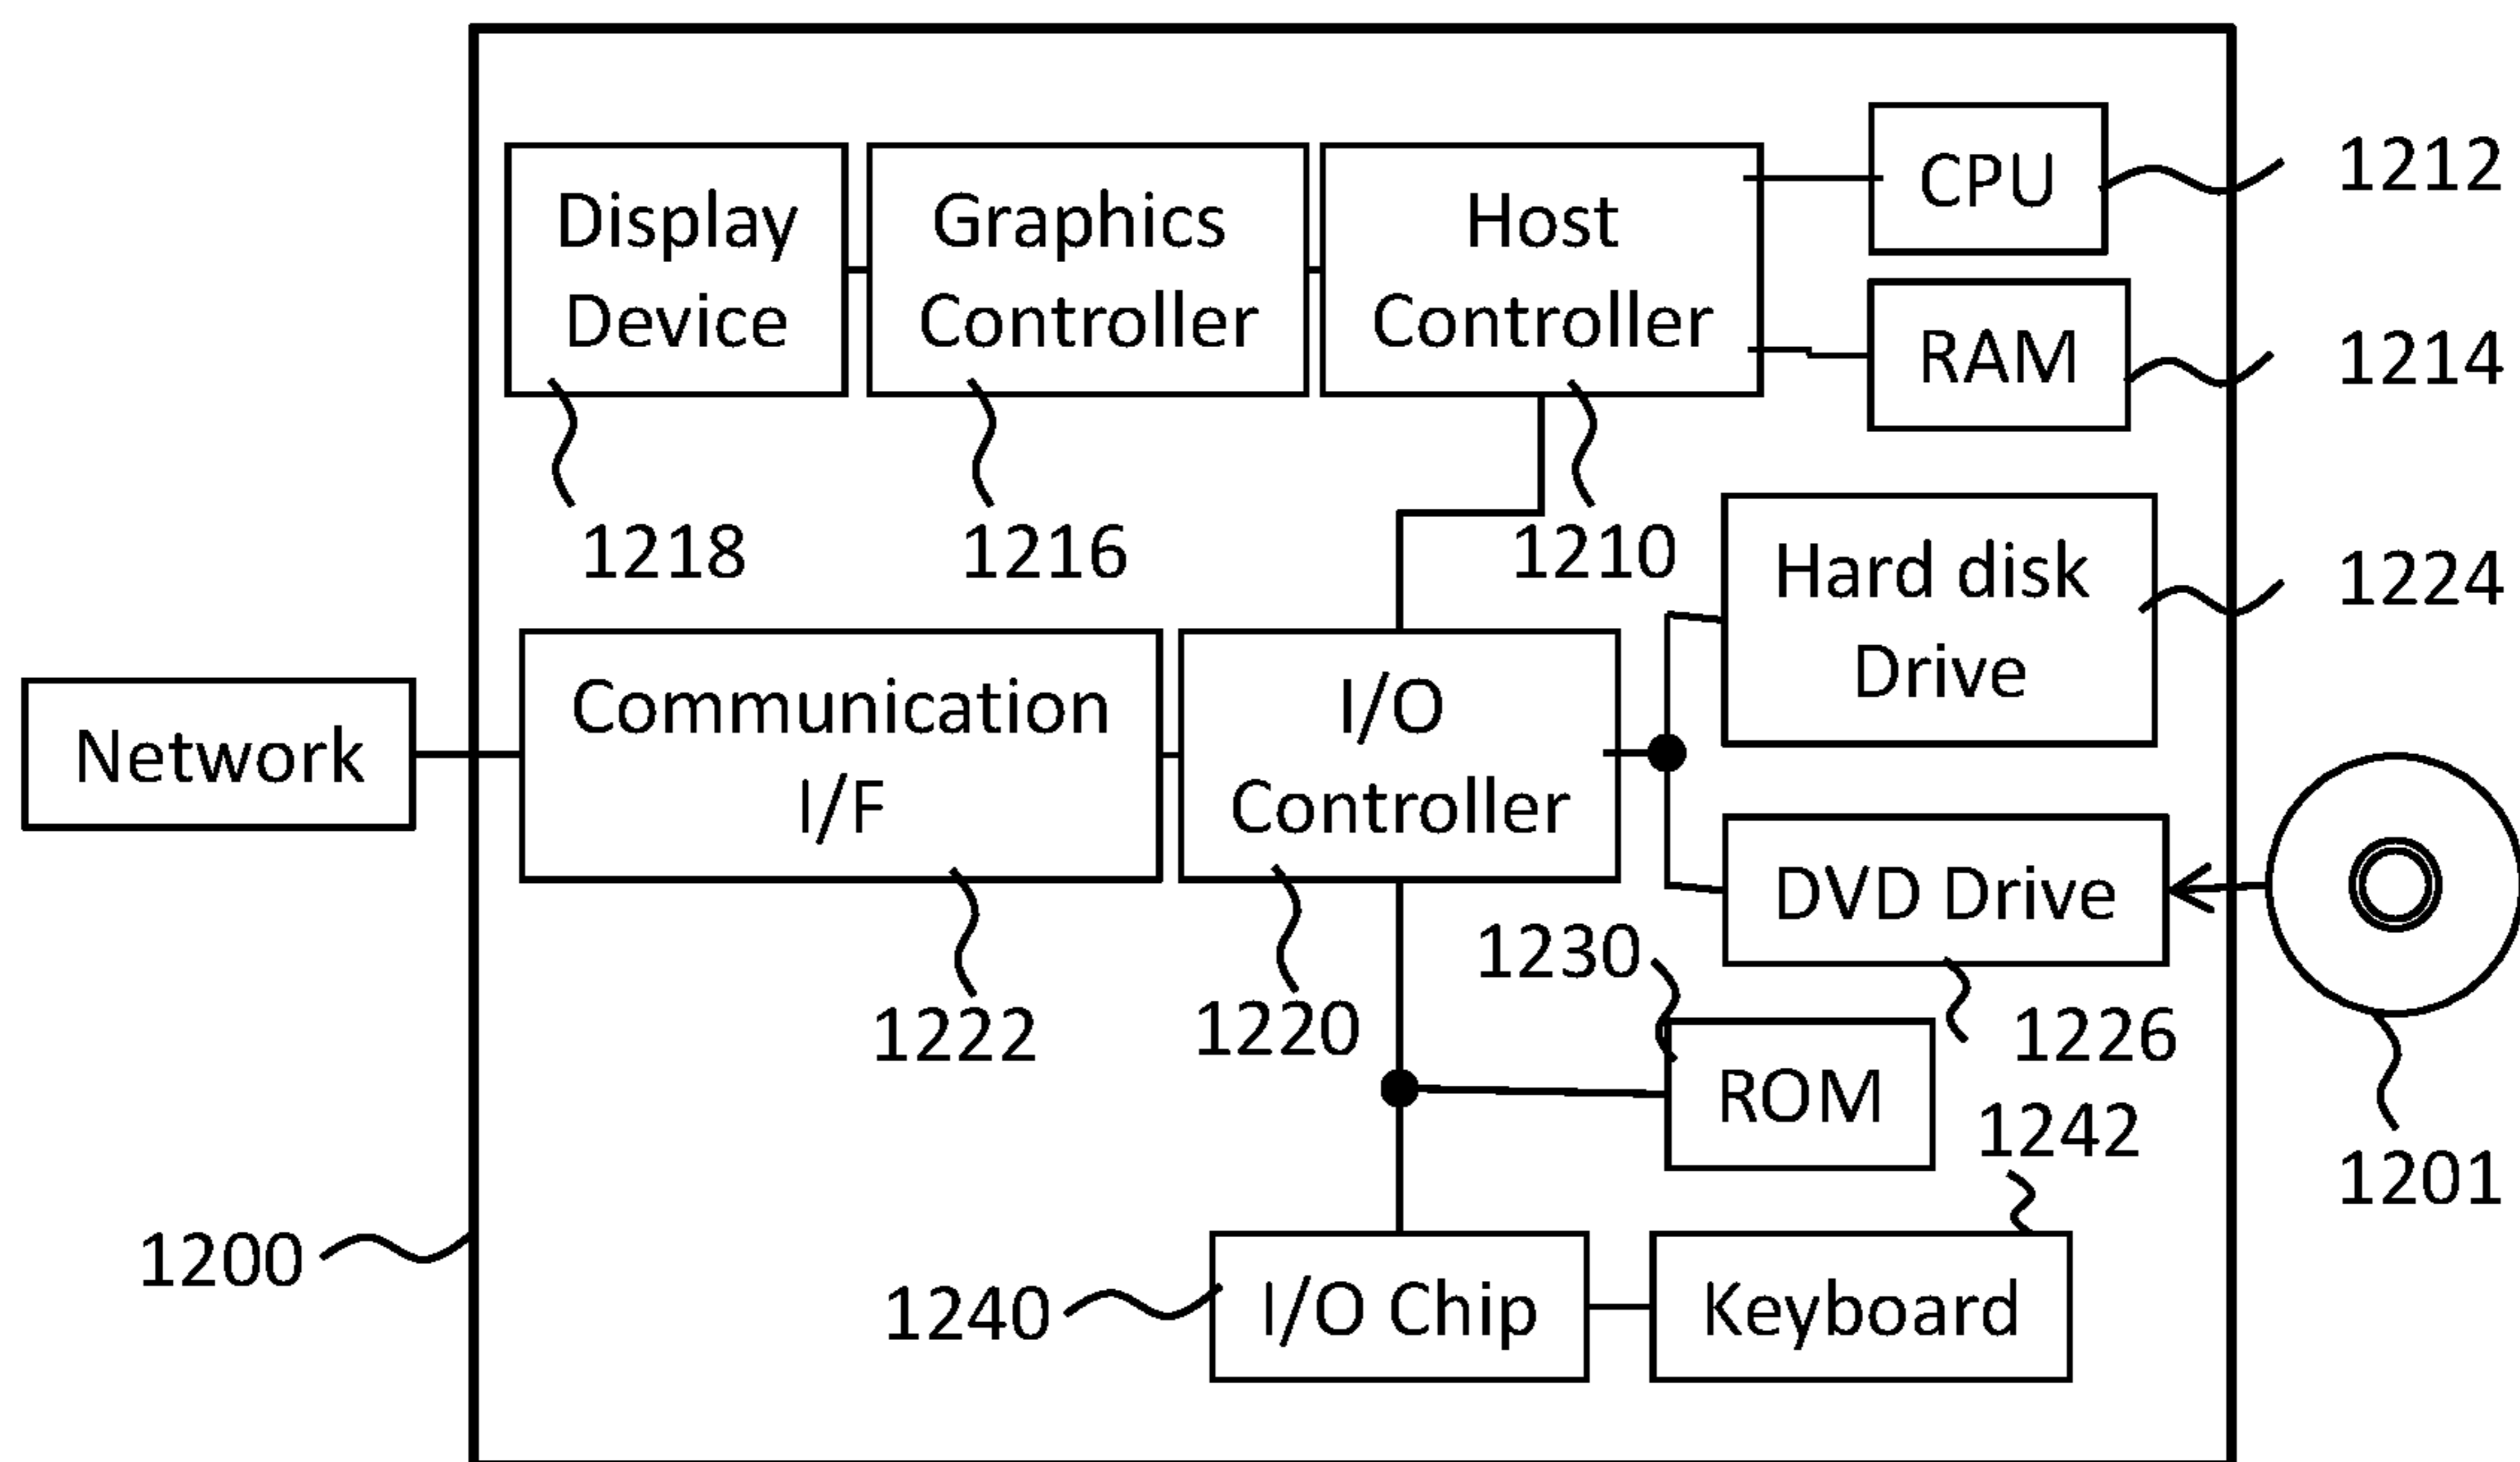 CPU
1212
Display
Device
Graphics
Controller
Host
Controller
RAM
1214
1218
1216
1210
Hard disk
Drive
1224
Network
Communication
I/F
I/O
Controller
DVD Drive
1230
1222
1220
1226
ROM
1242
1201
1200
1240
I/O Chip
Keyboard